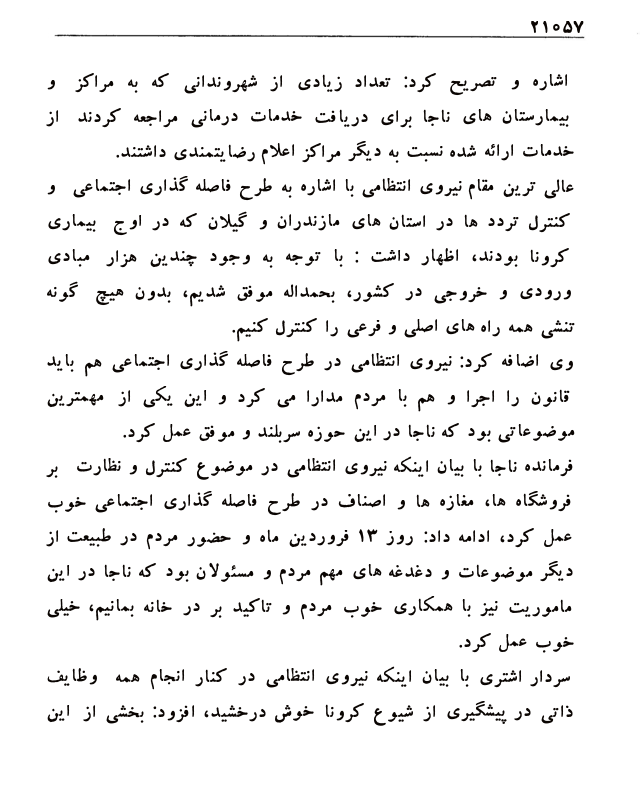 ۲۱۰۵۷
اشاره و تصریح کرد: تعداد زیادی از شهروندانی که به مراکز و
بیمارستان های ناجا برای دریافت خدمات درمانی مراجعه کردند از
خدمات ارائه شده نسبت به دیگر مراکز اعلام رضایتمندی داشتند.
عالی ترین مقام نیروی انتظامی با اشاره به طرح فاصله گذاری اجتماعی و
کنترل تردد ها در استان های مازندران و گیلان که در اوج بیماری
کرونا بودند، اظهار داشت : با توجه به وجود چندین هزار مبادی
ورودی و خروجی در کشور، بحمداله موفق شدیم، بدون هیچ گونه
تنشی همه راه های اصلی و فرعی را کنترل کنیم.
وی اضافه کرد: نیروی انتظامی در طرح فاصله گذاری اجتماعی هم باید
قانون را اجرا و هم با مردم مدارا می کرد و این یکی از مهمترین
موضوعاتی بود که ناجا در این حوزه سربلند و موفق عمل کرد.
فرمانده ناجا با بیان اینکه نیروی انتظامی در موضوع کنترل و نظارت بر
فروشگاه ها، مغازه ها و اصناف در طرح فاصله گذاری اجتماعی خوب
عمل کرد، ادامه داد: روز ۱۳ فروردین ماه و حضور مردم در طبیعت از
دیگر موضوعات و دغدغه های مهم مردم و مسئولان بود که ناجا در این
ماموریت نیز با همکاری خوب مردم و تاکید بر در خانه بمانیم، خیلی
خوب عمل کرد.
سردار اشتری با بیان اینکه نیروی انتظامی در کنار انجام همه وظایف
ذاتی در پیشگیری از شیوع کرونا خوش درخشید، افزود: بخشی از این